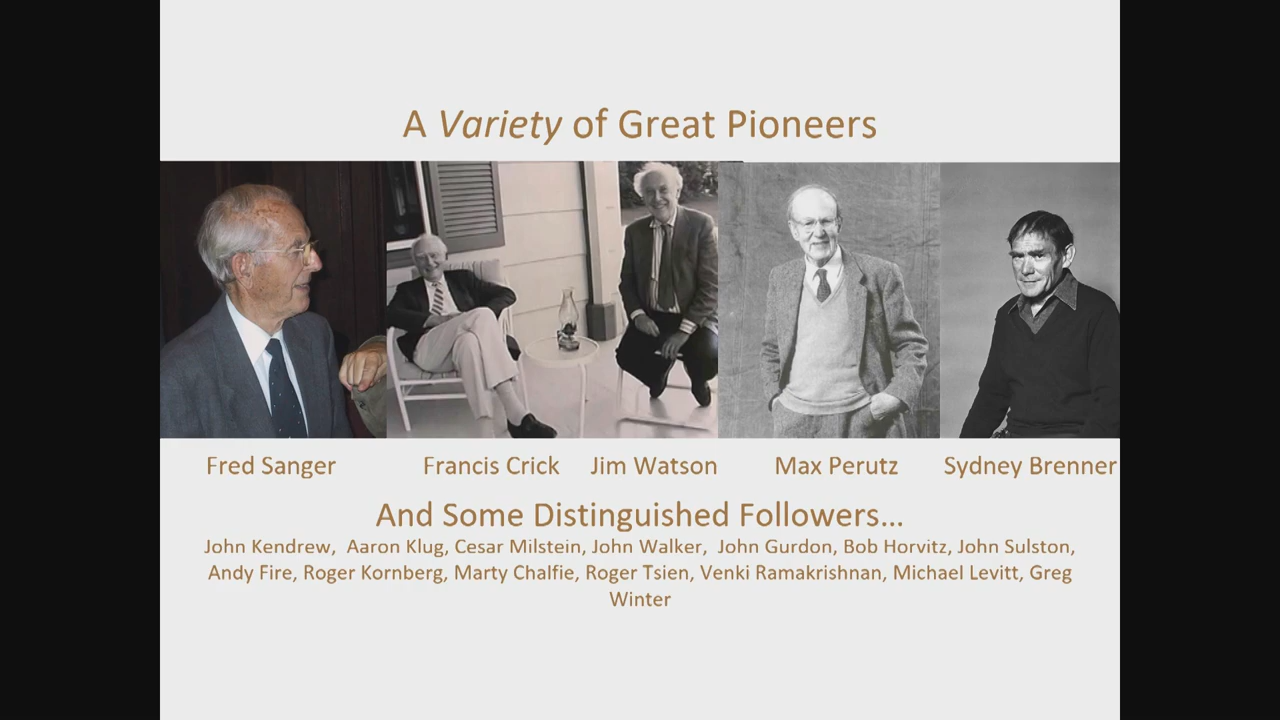 A Variety of Great Pioneers
Fred Sanger Francis Crick Jim Watson Max Perutz Sydney Brenner
And Some Distinguished Followers...
John Kendrew, Aaron Klug, Cesar Milstein, John Walker, John Gurdon, Bob Horvitz, John Sulston,
Andy Fire, Roger Kornberg, Marty Chalfie, Roger Tsien, Venki Ramakrishnan, Michael Levitt, Greg
Winter